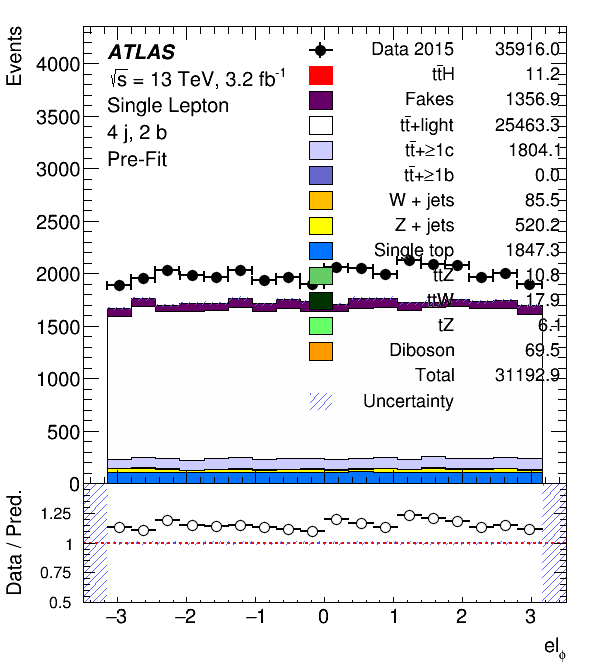 Events
ATLAS
√s = 13 TeV, 3.2 fb⁻¹
Single Lepton
4 j, 2 b
Pre-Fit
Data 2015 35916.0
tt̄H 11.2
Fakes 1356.9
tt̄+light 25463.3
tt̄+≥1c 1804.1
tt̄+≥1b 0.0
W + jets 85.5
Z + jets 520.2
Single top 1847.3
tt̄Z 10.8
tt̄W 17.9
tZ 6.1
Diboson 69.5
Total 31192.9
Uncertainty
4000
3500
3000
2500
2000
1500
1000
500
0
Data / Pred.
1.25
1
0.75
0.5
−3 −2 −1 0 1 2 3
el_ϕ